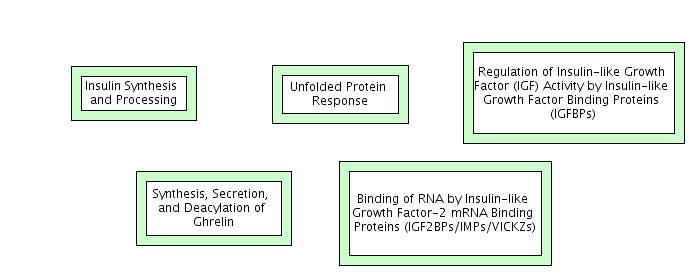 Insulin Synthesis
and Processing
Unfolded Protein
Response
Regulation of Insulin-like Growth
Factor (IGF) Activity by Insulin-like
Growth Factor Binding Proteins
(IGFBPs)
Synthesis, Secretion,
and Deacylation of
Ghrelin
Binding of RNA by Insulin-like
Growth Factor-2 mRNA Binding
Proteins (IGF2BPs/IMPs/VICKZs)